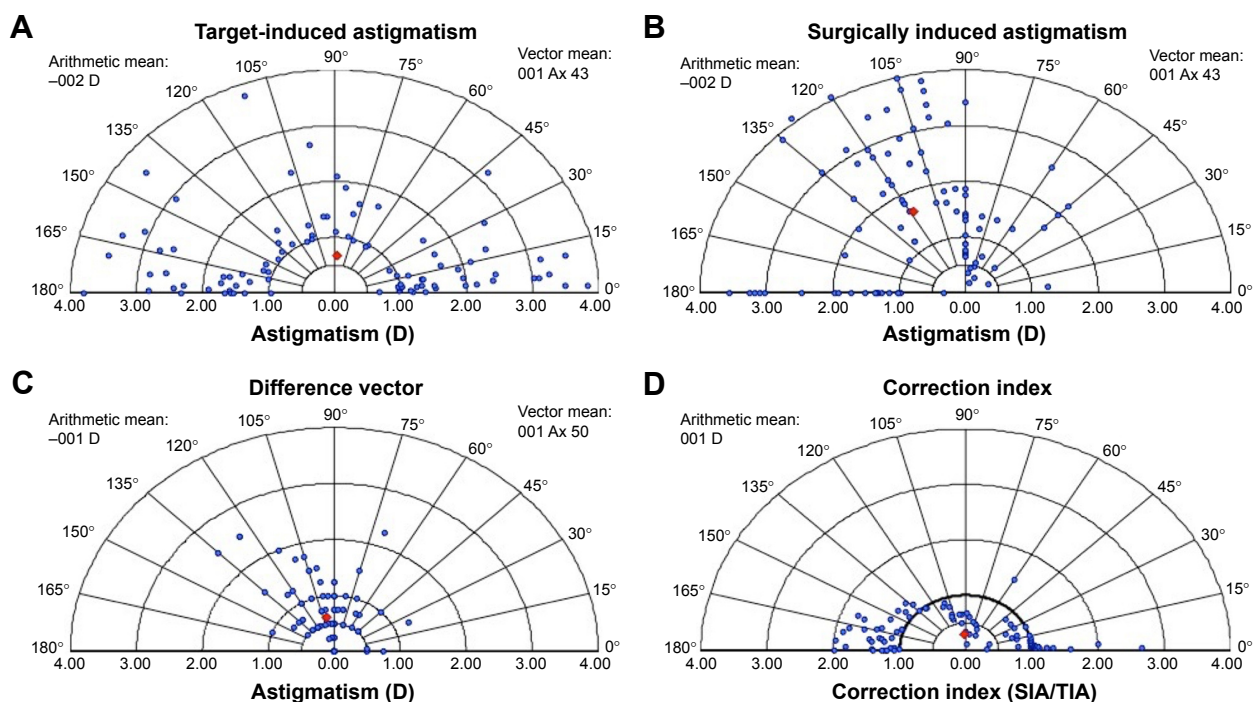 A
Target-induced astigmatism
Arithmetic mean:
–002 D
Vector mean:
001 Ax 43
90°
105°
75°
120°
60°
135°
45°
150°
30°
165°
15°
180°
0°
4.00 3.00 2.00 1.00 0.00 1.00 2.00 3.00 4.00
Astigmatism (D)
B
Surgically induced astigmatism
Arithmetic mean:
–002 D
Vector mean:
001 Ax 43
90°
105°
75°
120°
60°
135°
45°
150°
30°
165°
15°
180°
0°
4.00 3.00 2.00 1.00 0.00 1.00 2.00 3.00 4.00
Astigmatism (D)
C
Difference vector
Arithmetic mean:
–001 D
Vector mean:
001 Ax 50
90°
105°
75°
120°
60°
135°
45°
150°
30°
165°
15°
180°
0°
4.00 3.00 2.00 1.00 0.00 1.00 2.00 3.00 4.00
Astigmatism (D)
D
Correction index
Arithmetic mean:
001 D
90°
105°
75°
120°
60°
135°
45°
150°
30°
165°
15°
180°
0°
4.00 3.00 2.00 1.00 0.00 1.00 2.00 3.00 4.00
Correction index (SIA/TIA)